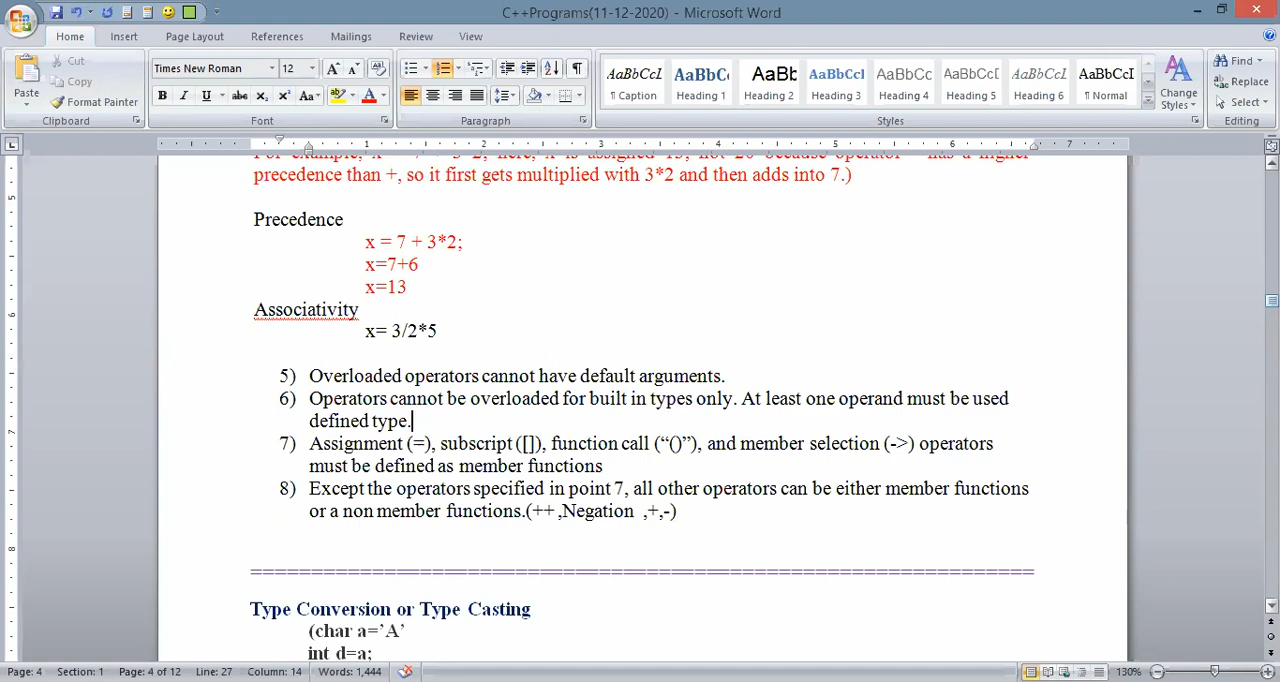 C++Programs(11-12-2020) - Microsoft Word
Home Insert Page Layout References Mailings Review View
Paste
Cut
Copy
Format Painter
Clipboard
Times New Roman 12
Font
Paragraph
AaBbCcI AaBbC AaBb AaBbCcI AaBbCcI AaBbCcD AaBbCcI AaBbCcI
¶ Caption Heading 1 Heading 2 Heading 3 Heading 4 Heading 5 Heading 6 ¶ Normal
Styles
Change Styles
Find
Replace
Select
Editing
1 2 3 4 5 6 7
precedence than +, so it first gets multiplied with 3*2 and then adds into 7.)
Precedence
x = 7 + 3*2;
x=7+6
x=13
Associativity
x= 3/2*5
5) Overloaded operators cannot have default arguments.
6) Operators cannot be overloaded for built in types only. At least one operand must be used
defined type.
7) Assignment (=), subscript ([]), function call (“()”), and member selection (->) operators
must be defined as member functions
8) Except the operators specified in point 7, all other operators can be either member functions
or a non member functions.(++ ,Negation ,+,-)
==========================================================
Type Conversion or Type Casting
(char a=’A’
int d=a;
Page: 4 Section: 1 Page: 4 of 12 Line: 27 Column: 14 Words: 1,444 130%